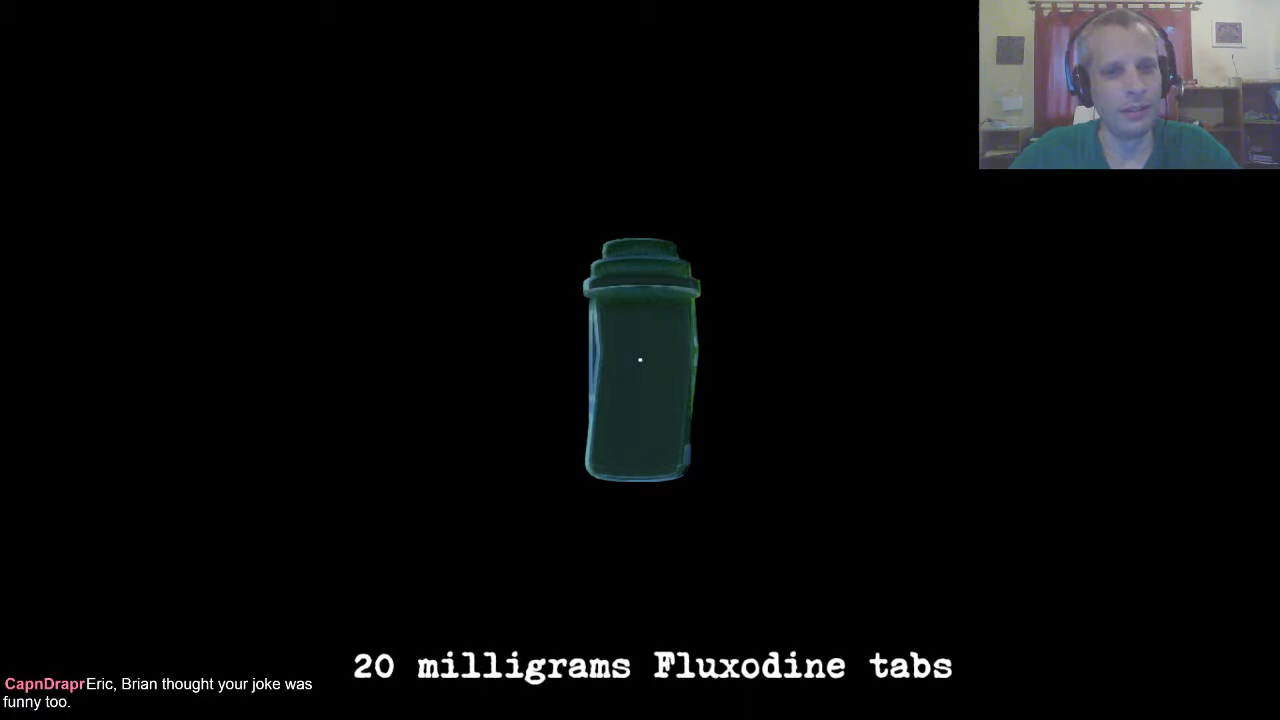 20 milligrams Fluxodine tabs
CapnDraprEric, Brian thought your joke was
funny too.